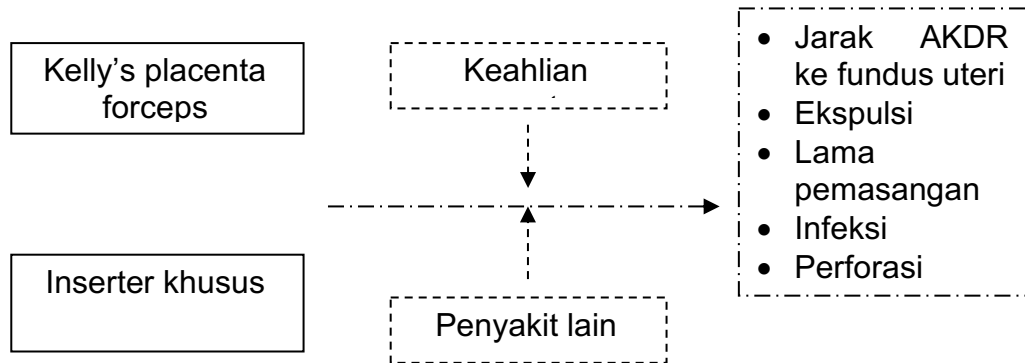 Kelly's placenta
forceps
Keahlian
• Jarak AKDR
ke fundus uteri
• Ekspulsi
• Lama
pemasangan
• Infeksi
• Perforasi
Inserter khusus
Penyakit lain